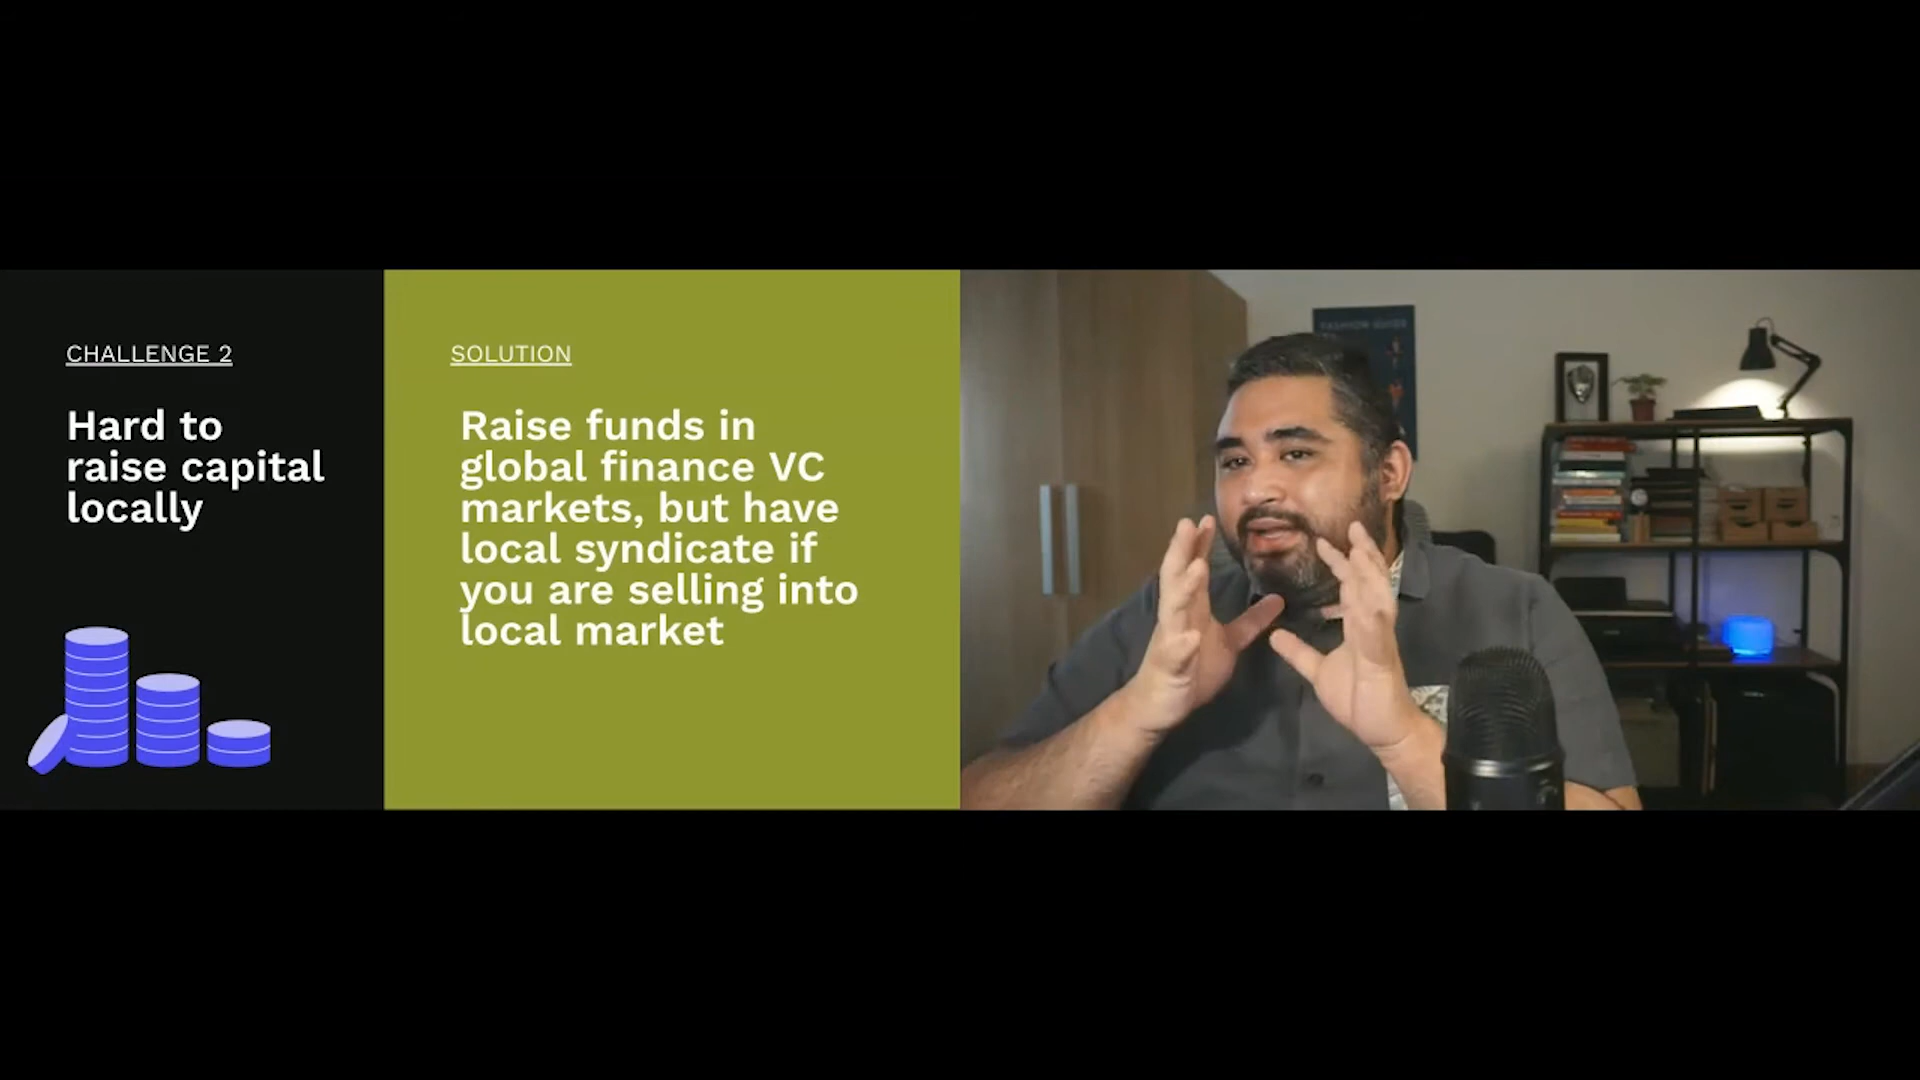 CHALLENGE 2
Hard to
raise capital
locally
SOLUTION
Raise funds in
global finance VC
markets, but have
local syndicate if
you are selling into
local market